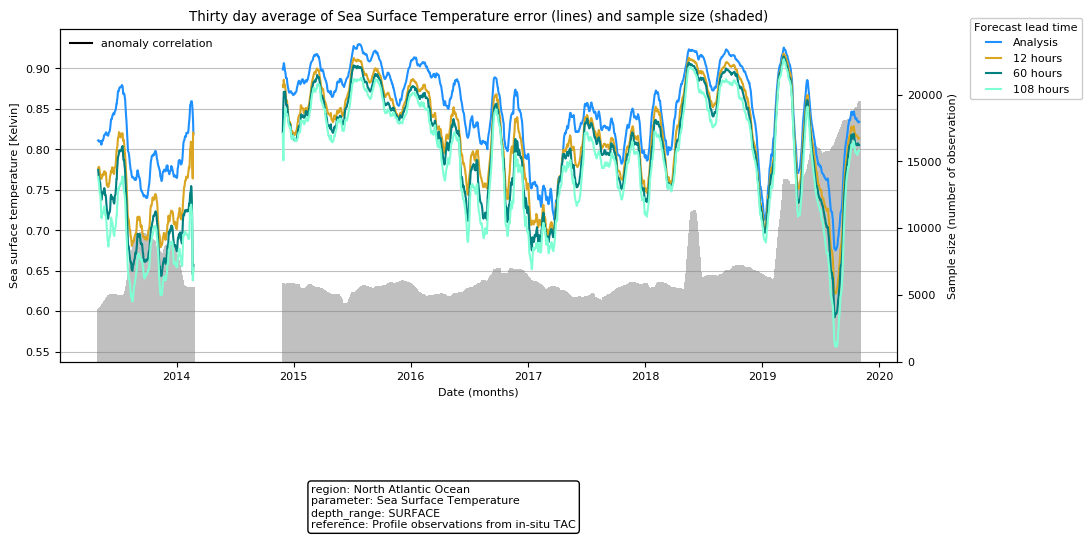 Thirty day average of Sea Surface Temperature error (lines) and sample size (shaded)
Forecast lead time
Analysis
12 hours
60 hours
108 hours
anomaly correlation
Sea surface temperature [Kelvin]
0.90
0.85
0.80
0.75
0.70
0.65
0.60
0.55
20000
15000
10000
5000
0
Sample size (number of observation)
2014
2015
2016
2017
2018
2019
2020
Date (months)
region: North Atlantic Ocean
parameter: Sea Surface Temperature
depth_range: SURFACE
reference: Profile observations from in-situ TAC